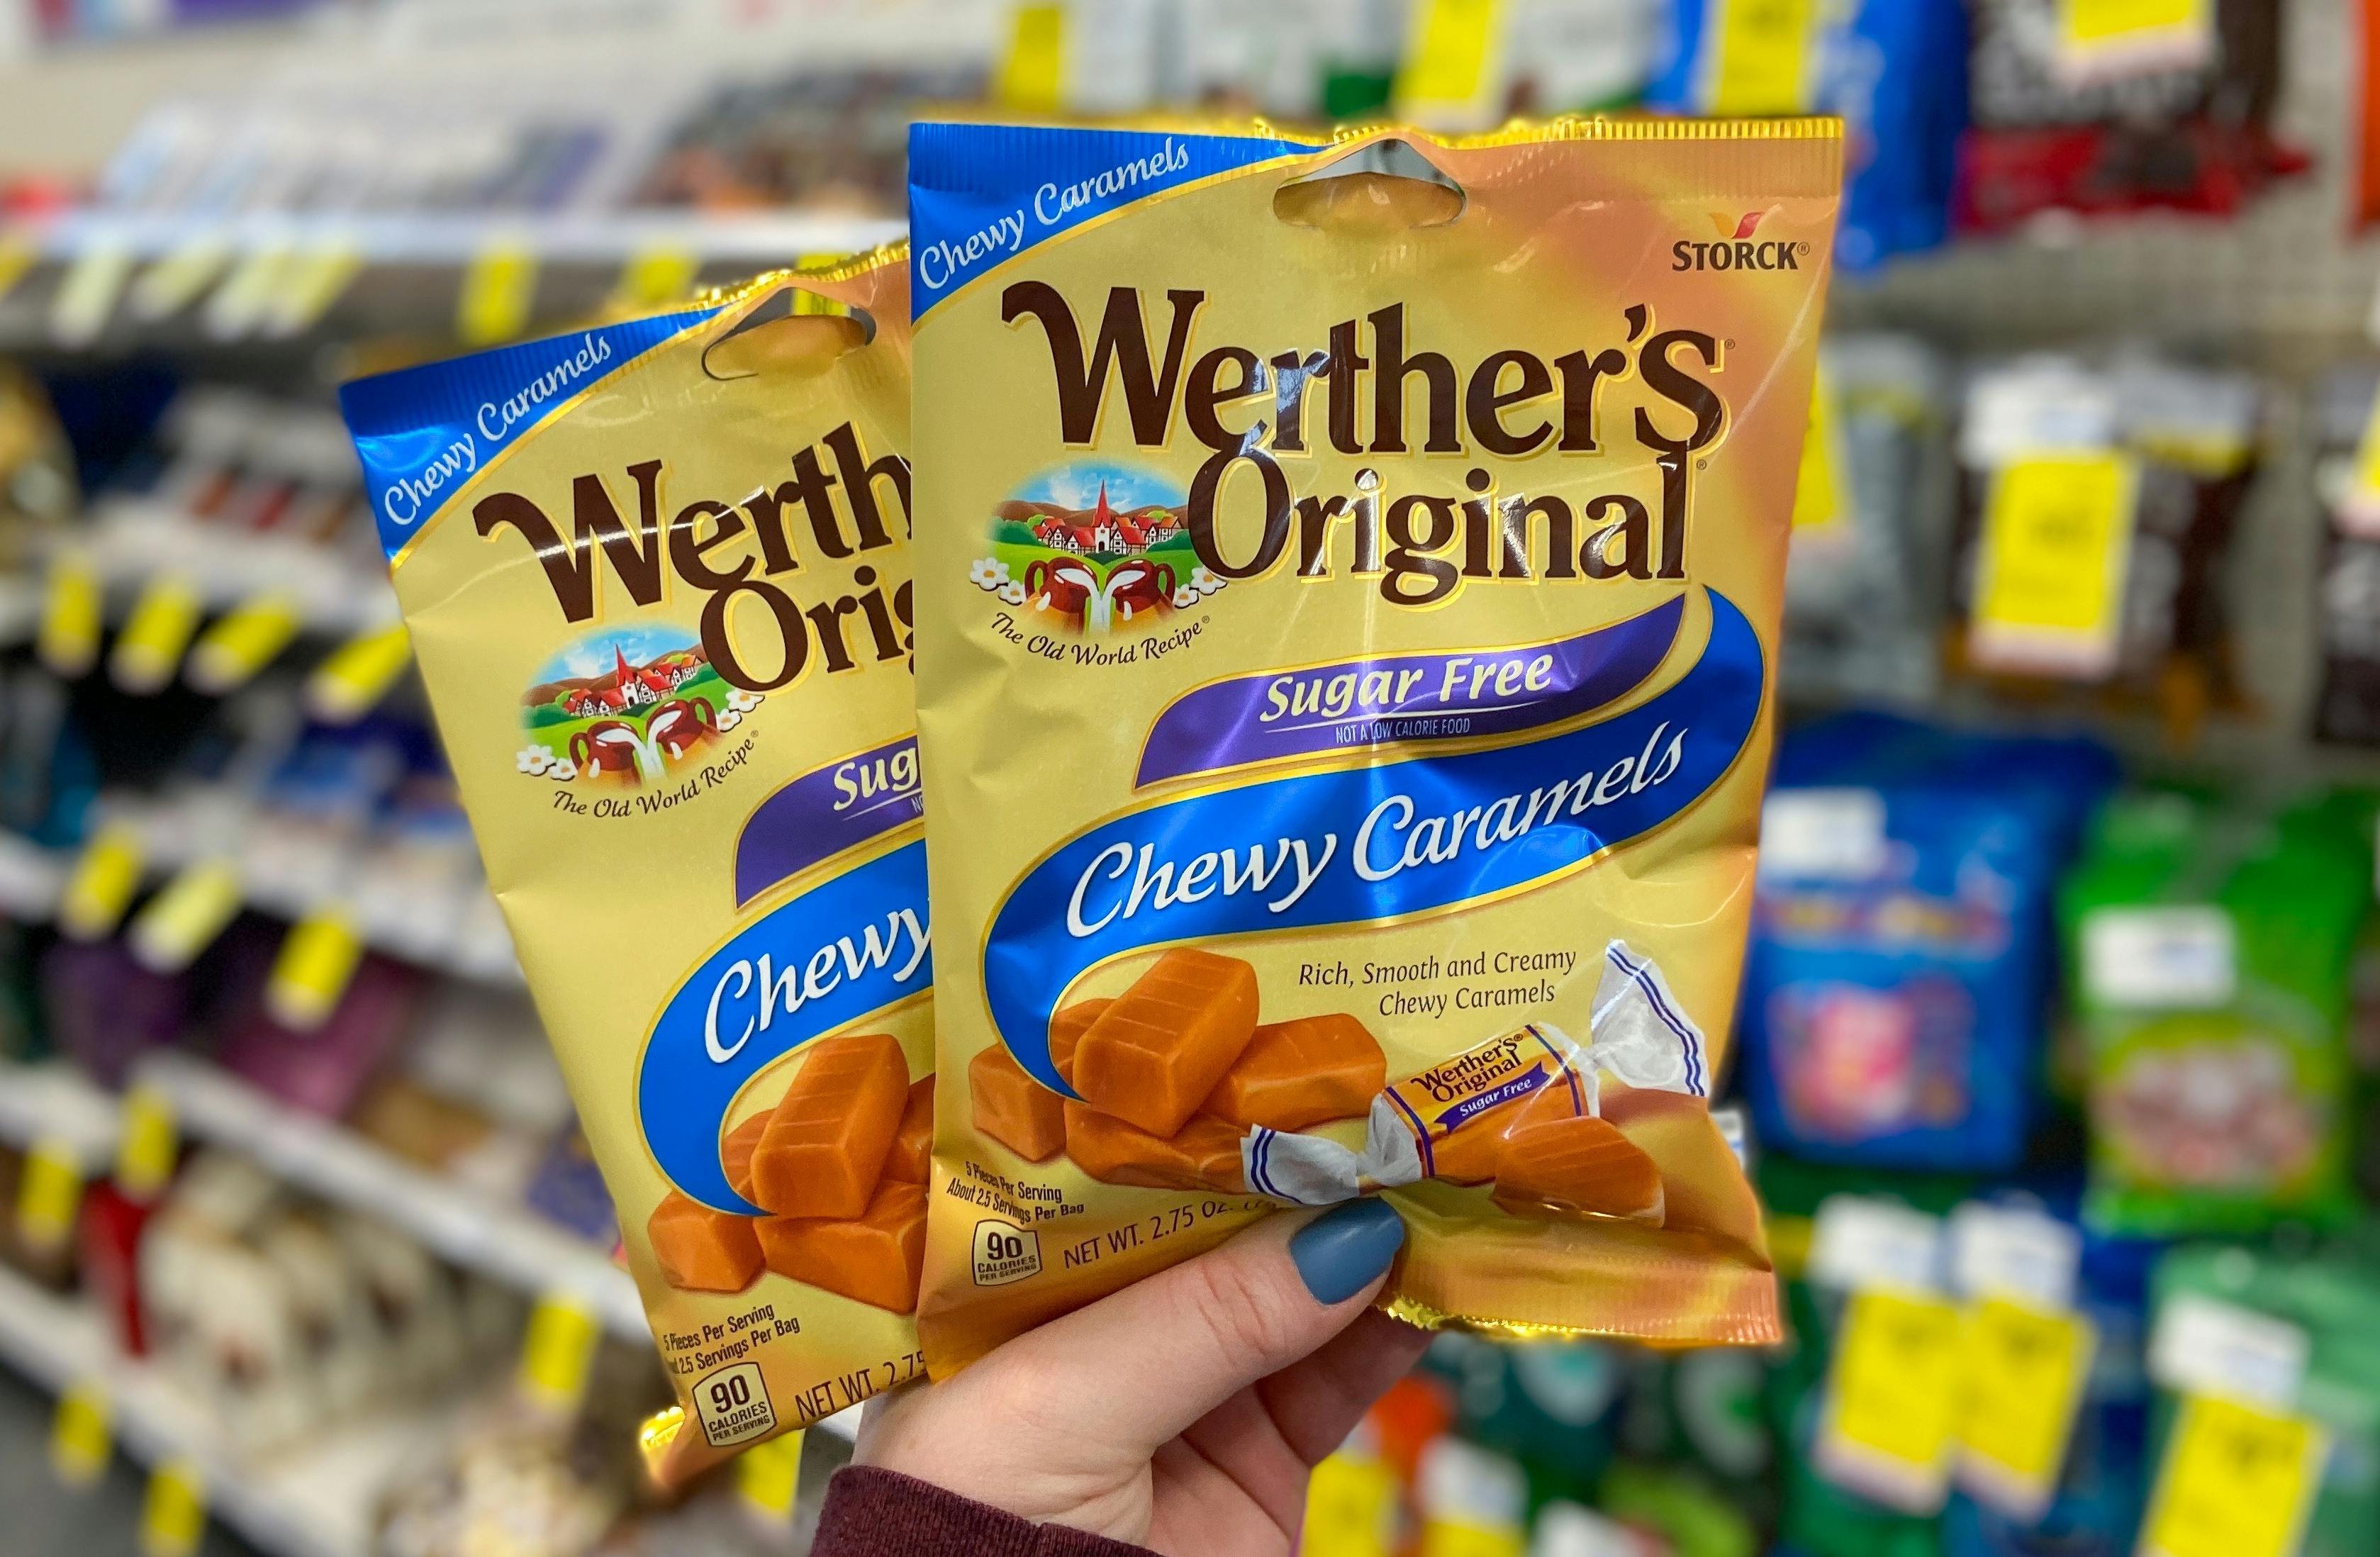 Chewy Caramels
STORCK®
Werther's®
Original®
The Old World Recipe®
Sugar Free
NOT A LOW CALORIE FOOD
Chewy Caramels
Rich, Smooth and Creamy
Chewy Caramels
Werther's®
Original
Sugar Free
5 Pieces Per Serving
About 2.5 Servings Per Bag
90
CALORIES
PER SERVING
NET WT. 2.75 OZ.
Chewy Caramels
Werth
Orig
The Old World Recipe®
Sug
Chewy
5 Pieces Per Serving
2.5 Servings Per Bag
90
CALORIES
PER SERVING
NET WT. 2.75